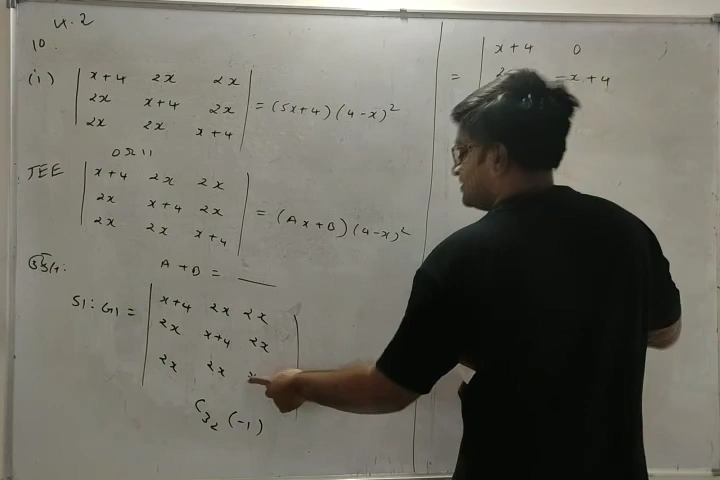 4.2
10.
(i) | x+4 2x 2x |
| 2x x+4 2x | = (5x+4)(4-x)²
| 2x 2x x+4 |
JEE | x+4 2x 2x |
| 2x x+4 2x | = (Ax+B)(4-x)²
| 2x 2x x+4 |
A+B = ___
S1: G1 = | x+4 2x 2x |
| 2x x+4 2x |
| 2x 2x
C₃₂(-1)
= | x+4 0
-x+4